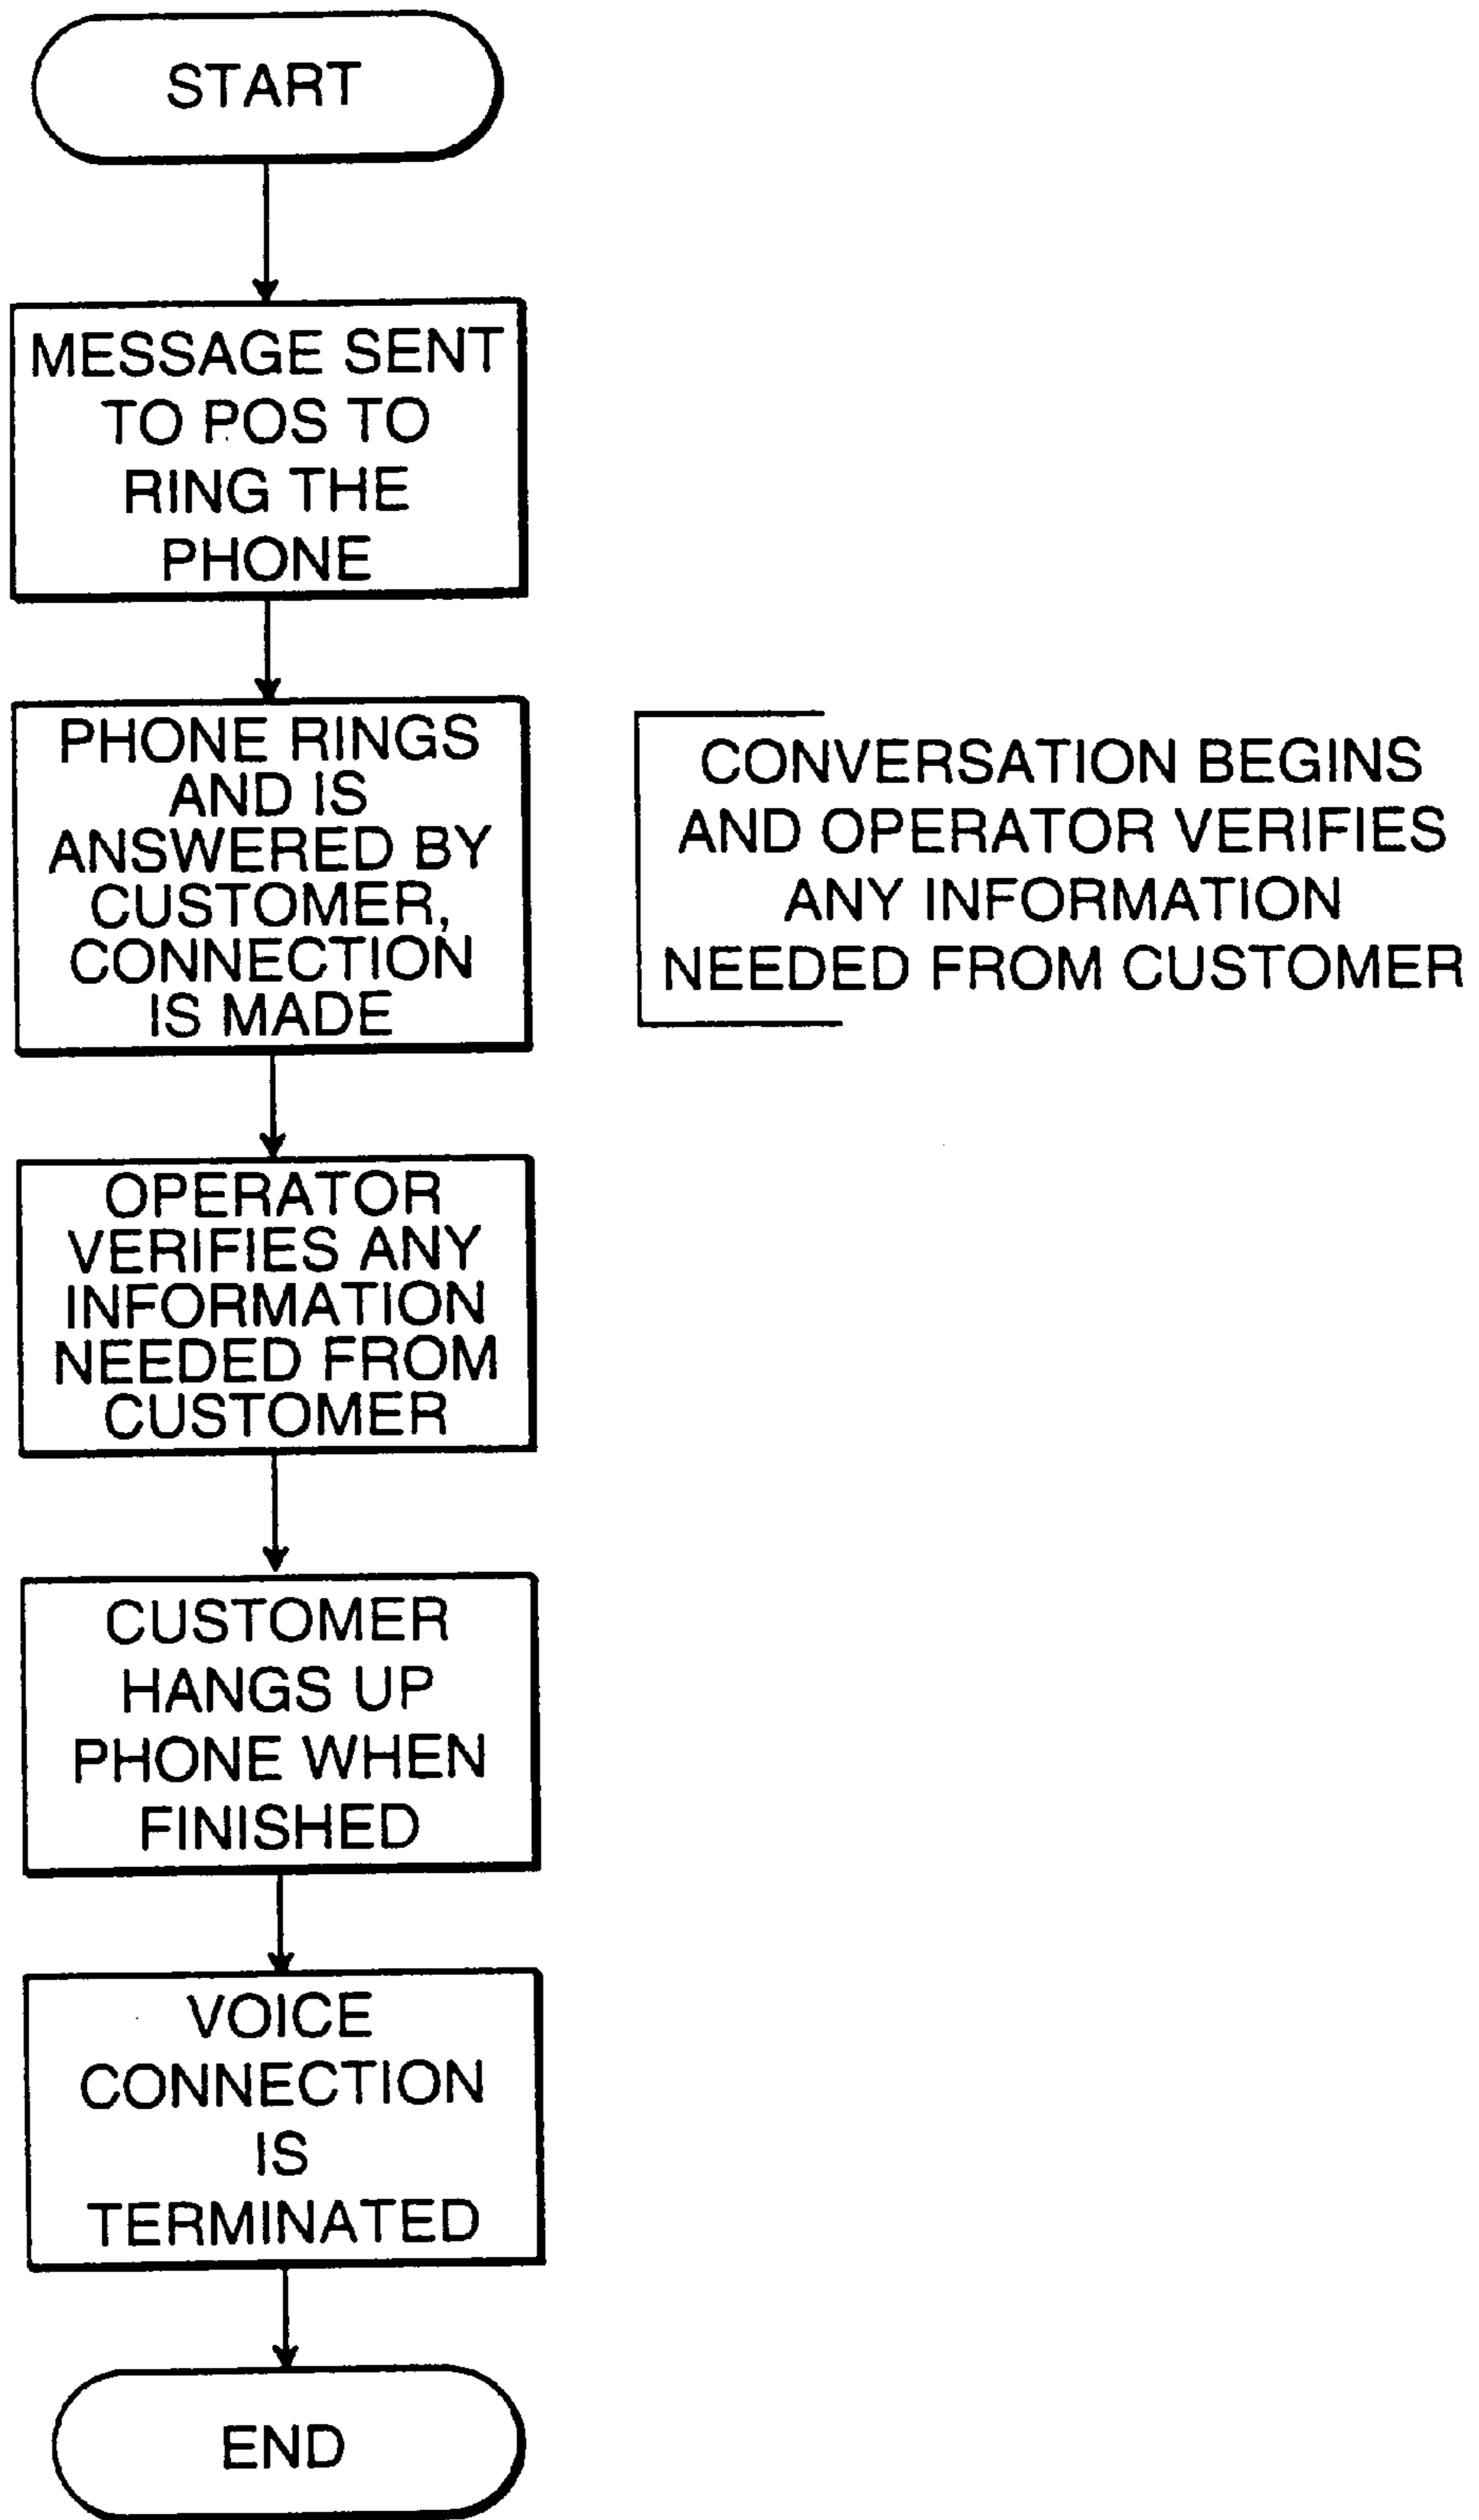 START
MESSAGE SENT
TO POS TO
RING THE
PHONE
PHONE RINGS
AND IS
ANSWERED BY
CUSTOMER,
CONNECTION
IS MADE
CONVERSATION BEGINS
AND OPERATOR VERIFIES
ANY INFORMATION
NEEDED FROM CUSTOMER
OPERATOR
VERIFIES ANY
INFORMATION
NEEDED FROM
CUSTOMER
CUSTOMER
HANGS UP
PHONE WHEN
FINISHED
VOICE
CONNECTION
IS
TERMINATED
END